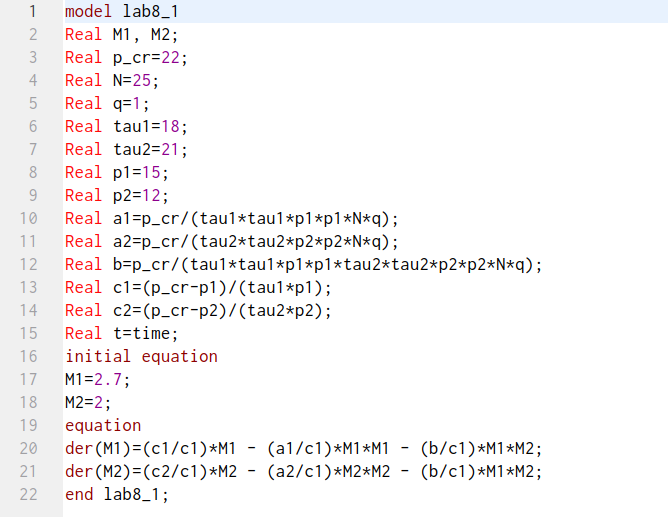 1 model lab8_1
2 Real M1, M2;
3 Real p_cr=22;
4 Real N=25;
5 Real q=1;
6 Real tau1=18;
7 Real tau2=21;
8 Real p1=15;
9 Real p2=12;
10 Real a1=p_cr/(tau1*tau1*p1*p1*N*q);
11 Real a2=p_cr/(tau2*tau2*p2*p2*N*q);
12 Real b=p_cr/(tau1*tau1*p1*p1*tau2*tau2*p2*p2*N*q);
13 Real c1=(p_cr-p1)/(tau1*p1);
14 Real c2=(p_cr-p2)/(tau2*p2);
15 Real t=time;
16 initial equation
17 M1=2.7;
18 M2=2;
19 equation
20 der(M1)=(c1/c1)*M1 - (a1/c1)*M1*M1 - (b/c1)*M1*M2;
21 der(M2)=(c2/c1)*M2 - (a2/c1)*M2*M2 - (b/c1)*M1*M2;
22 end lab8_1;